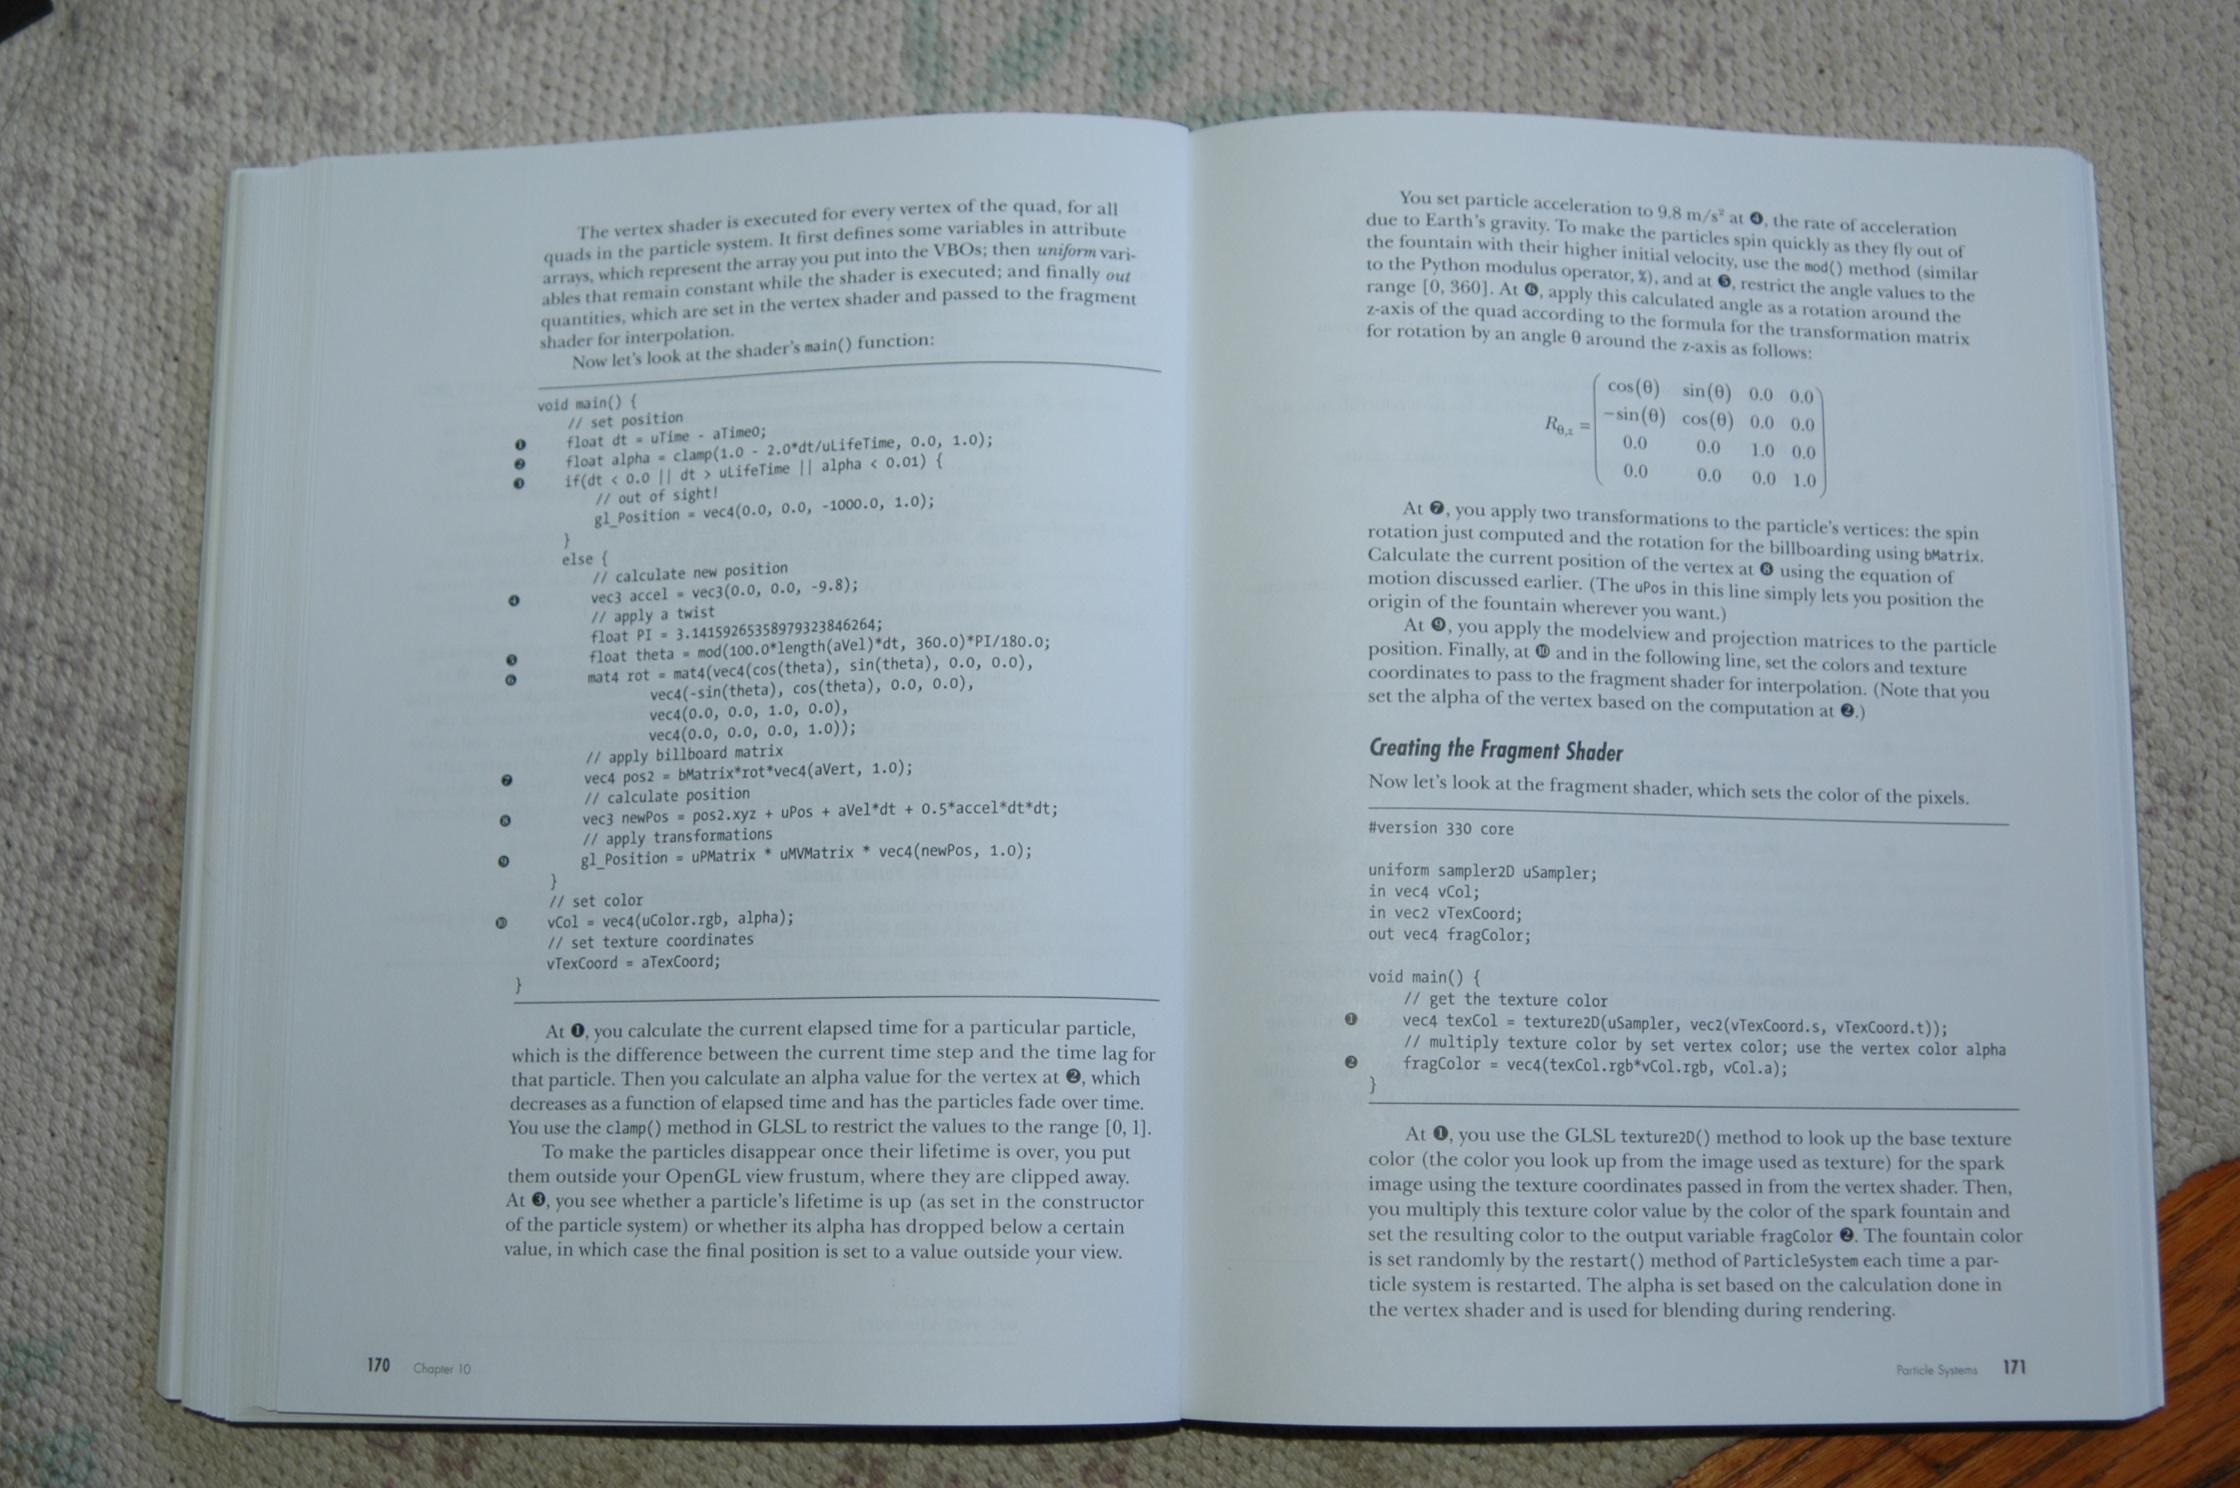 The vertex shader is executed for every vertex of the quad, for all
quads in the particle system. It first defines some variables in attribute
arrays, which represent the array you put into the VBOs; then uniform vari-
ables that remain constant while the shader is executed; and finally out
quantities, which are set in the vertex shader and passed to the fragment
shader for interpolation.
Now let's look at the shader's main() function:
void main() {
// set position
❶ float dt = uTime - aTime0;
❷ float alpha = clamp(1.0 - 2.0*dt/uLifeTime, 0.0, 1.0);
❸ if(dt < 0.0 || dt > uLifeTime || alpha < 0.01) {
// out of sight!
gl_Position = vec4(0.0, 0.0, -1000.0, 1.0);
}
else {
// calculate new position
❹ vec3 accel = vec3(0.0, 0.0, -9.8);
// apply a twist
float PI = 3.14159265358979323846264;
❺ float theta = mod(100.0*length(aVel)*dt, 360.0)*PI/180.0;
❻ mat4 rot = mat4(vec4(cos(theta), sin(theta), 0.0, 0.0),
vec4(-sin(theta), cos(theta), 0.0, 0.0),
vec4(0.0, 0.0, 1.0, 0.0),
vec4(0.0, 0.0, 0.0, 1.0));
// apply billboard matrix
❼ vec4 pos2 = bMatrix*rot*vec4(aVert, 1.0);
// calculate position
❽ vec3 newPos = pos2.xyz + uPos + aVel*dt + 0.5*accel*dt*dt;
// apply transformations
❾ gl_Position = uPMatrix * uMVMatrix * vec4(newPos, 1.0);
}
// set color
❿ vCol = vec4(uColor.rgb, alpha);
// set texture coordinates
vTexCoord = aTexCoord;
}
At ❶, you calculate the current elapsed time for a particular particle,
which is the difference between the current time step and the time lag for
that particle. Then you calculate an alpha value for the vertex at ❷, which
decreases as a function of elapsed time and has the particles fade over time.
You use the clamp() method in GLSL to restrict the values to the range [0, 1].
To make the particles disappear once their lifetime is over, you put
them outside your OpenGL view frustum, where they are clipped away.
At ❸, you see whether a particle's lifetime is up (as set in the constructor
of the particle system) or whether its alpha has dropped below a certain
value, in which case the final position is set to a value outside your view.
170 Chapter 10
You set particle acceleration to 9.8 m/s² at ❹, the rate of acceleration
due to Earth's gravity. To make the particles spin quickly as they fly out of
the fountain with their higher initial velocity, use the mod() method (similar
to the Python modulus operator, %), and at ❺, restrict the angle values to the
range [0, 360]. At ❻, apply this calculated angle as a rotation around the
z-axis of the quad according to the formula for the transformation matrix
for rotation by an angle θ around the z-axis as follows:
cos(θ) sin(θ) 0.0 0.0
Rθ,z = −sin(θ) cos(θ) 0.0 0.0
0.0 0.0 1.0 0.0
0.0 0.0 0.0 1.0
At ❼, you apply two transformations to the particle's vertices: the spin
rotation just computed and the rotation for the billboarding using bMatrix.
Calculate the current position of the vertex at ❽ using the equation of
motion discussed earlier. (The uPos in this line simply lets you position the
origin of the fountain wherever you want.)
At ❾, you apply the modelview and projection matrices to the particle
position. Finally, at ❿ and in the following line, set the colors and texture
coordinates to pass to the fragment shader for interpolation. (Note that you
set the alpha of the vertex based on the computation at ❷.)
Creating the Fragment Shader
Now let's look at the fragment shader, which sets the color of the pixels.
#version 330 core
uniform sampler2D uSampler;
in vec4 vCol;
in vec2 vTexCoord;
out vec4 fragColor;
void main() {
// get the texture color
❶ vec4 texCol = texture2D(uSampler, vec2(vTexCoord.s, vTexCoord.t));
// multiply texture color by set vertex color; use the vertex color alpha
❷ fragColor = vec4(texCol.rgb*vCol.rgb, vCol.a);
}
At ❶, you use the GLSL texture2D() method to look up the base texture
color (the color you look up from the image used as texture) for the spark
image using the texture coordinates passed in from the vertex shader. Then,
you multiply this texture color value by the color of the spark fountain and
set the resulting color to the output variable fragColor ❷. The fountain color
is set randomly by the restart() method of ParticleSystem each time a par-
ticle system is restarted. The alpha is set based on the calculation done in
the vertex shader and is used for blending during rendering.
Particle Systems 171